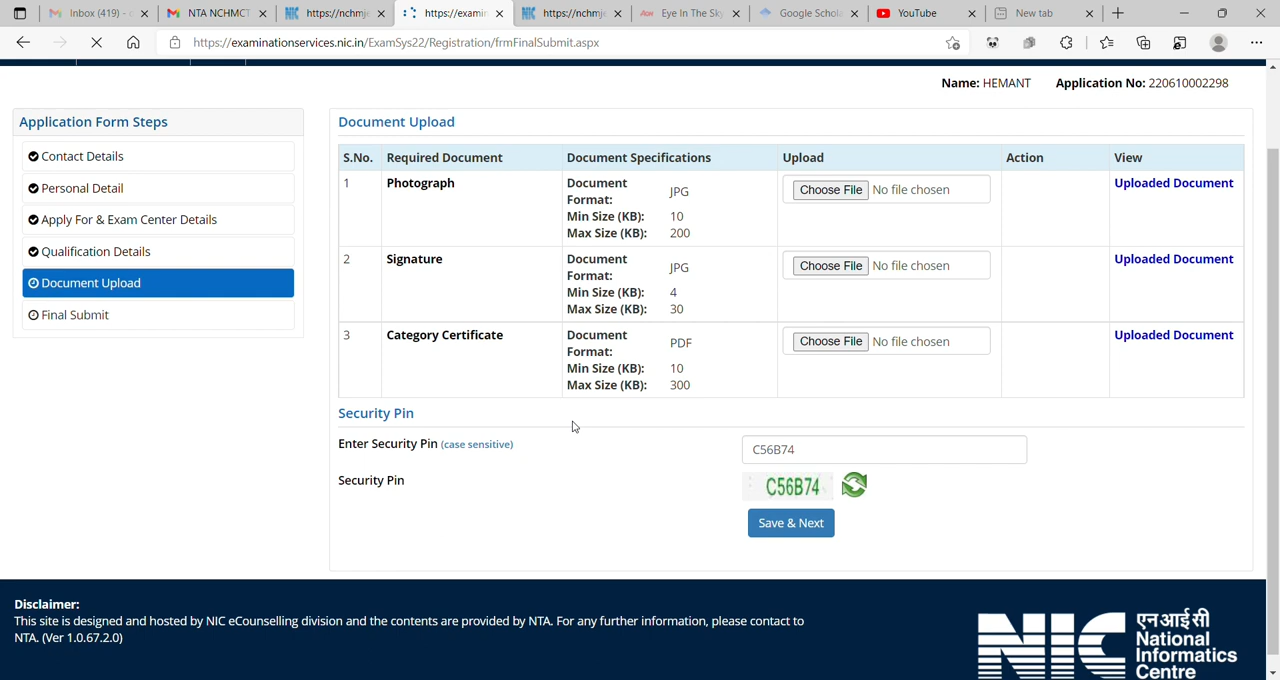 Inbox (419) - c
NTA NCHMCT
https://nchmje
https://examin
https://nchmje
Eye In The Sky
Google Schola
YouTube
New tab
https://examinationservices.nic.in/ExamSys22/Registration/frmFinalSubmit.aspx
Name: HEMANT Application No: 220610002298
Application Form Steps
Contact Details
Personal Detail
Apply For & Exam Center Details
Qualification Details
Document Upload
Final Submit
Document Upload
S.No. Required Document Document Specifications Upload Action View
1 Photograph Document Format: JPG Choose File No file chosen Uploaded Document
Min Size (KB): 10
Max Size (KB): 200
2 Signature Document Format: JPG Choose File No file chosen Uploaded Document
Min Size (KB): 4
Max Size (KB): 30
3 Category Certificate Document Format: PDF Choose File No file chosen Uploaded Document
Min Size (KB): 10
Max Size (KB): 300
Security Pin
Enter Security Pin (case sensitive) C56B74
Security Pin C56B74
Save & Next
Disclaimer:
This site is designed and hosted by NIC eCounselling division and the contents are provided by NTA. For any further information, please contact to
NTA. (Ver 1.0.67.2.0)
NIC
एनआईसी
National
Informatics
Centre